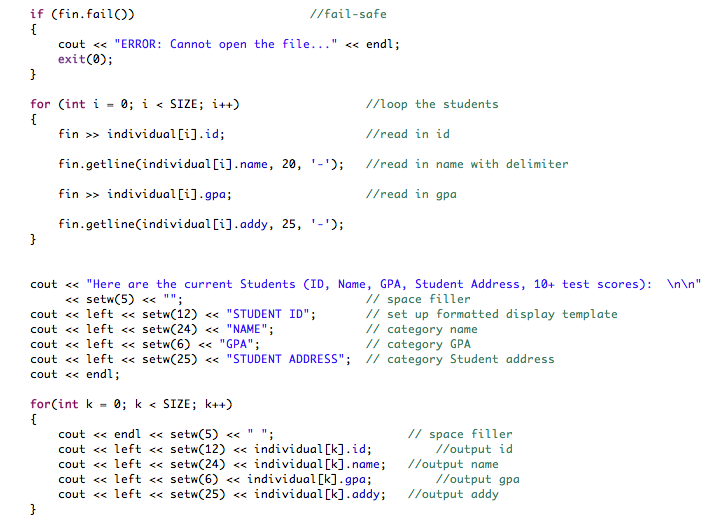 if (fin.fail())                         //fail-safe
{
    cout << "ERROR: Cannot open the file..." << endl;
    exit(0);
}

for (int i = 0; i < SIZE; i++)                  //loop the students
{
    fin >> individual[i].id;                    //read in id

    fin.getline(individual[i].name, 20, '-');   //read in name with delimiter

    fin >> individual[i].gpa;                   //read in gpa

    fin.getline(individual[i].addy, 25, '-');
}

cout << "Here are the current Students (ID, Name, GPA, Student Address, 10+ test scores):  \n\n"
     << setw(5) << "";                          // space filler
cout << left << setw(12) << "STUDENT ID";       // set up formatted display template
cout << left << setw(24) << "NAME";             // category name
cout << left << setw(6) << "GPA";               // category GPA
cout << left << setw(25) << "STUDENT ADDRESS";  // category Student address
cout << endl;

for(int k = 0; k < SIZE; k++)
{
    cout << endl << setw(5) << " ";                   // space filler
    cout << left << setw(12) << individual[k].id;         //output id
    cout << left << setw(24) << individual[k].name;   //output name
    cout << left << setw(6) << individual[k].gpa;         //output gpa
    cout << left << setw(25) << individual[k].addy;   //output addy
}